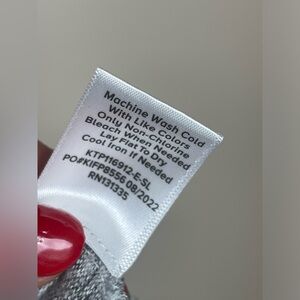 Machine Wash Cold
With Like Colors
Only Non-Chlorine
Bleach When Needed
Lay Flat To Dry
Cool Iron If Needed
KTP116912-E-SL
PO#KIFPB556 08/2022
RN131335